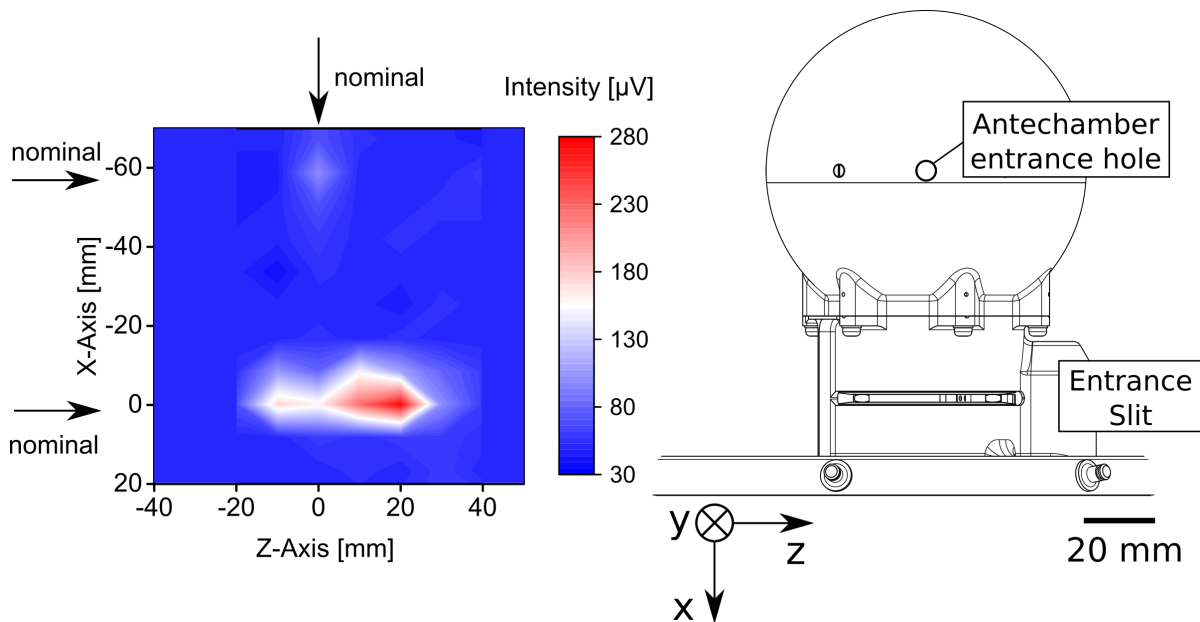 nominal
Intensity [µV]
nominal
-60
-40
-20
0
20
X-Axis [mm]
nominal
-40
-20
0
20
40
Z-Axis [mm]
280
230
180
130
80
30
Antechamber
entrance hole
Entrance
Slit
y
z
x
20 mm